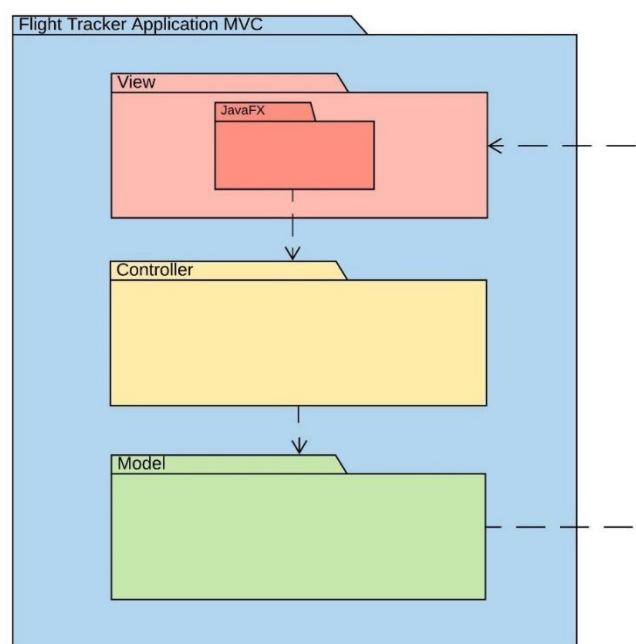 Flight Tracker Application MVC
View
JavaFX
Controller
Model